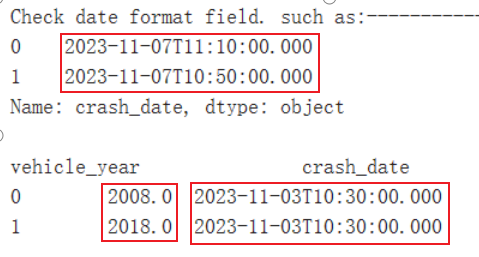 Check date format field. such as:-----------
0 2023-11-07T11:10:00.000
1 2023-11-07T10:50:00.000
Name: crash_date, dtype: object
vehicle_year crash_date
0 2008.0 2023-11-03T10:30:00.000
1 2018.0 2023-11-03T10:30:00.000